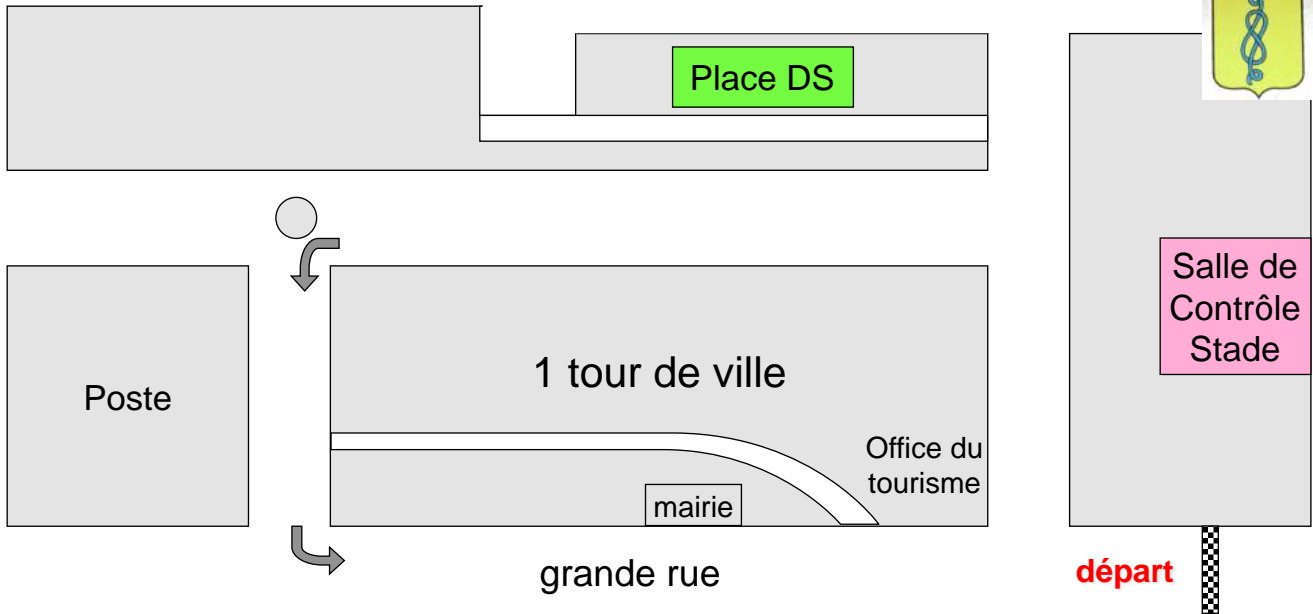 Place DS
Salle de
Contrôle
Stade
1 tour de ville
Poste
Office du
tourisme
mairie
grande rue
départ